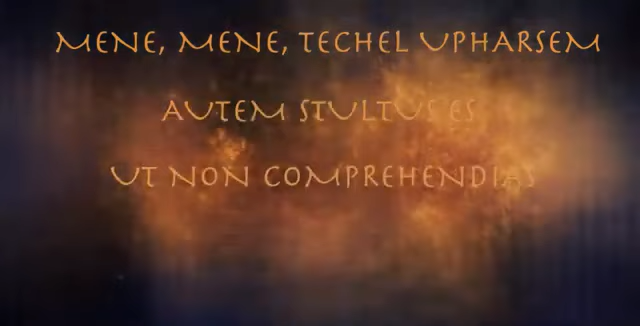 MENE, MENE, TECHEL UPHARSEM
AUTEM STULTUS ES
UT NON COMPREHENDIAS